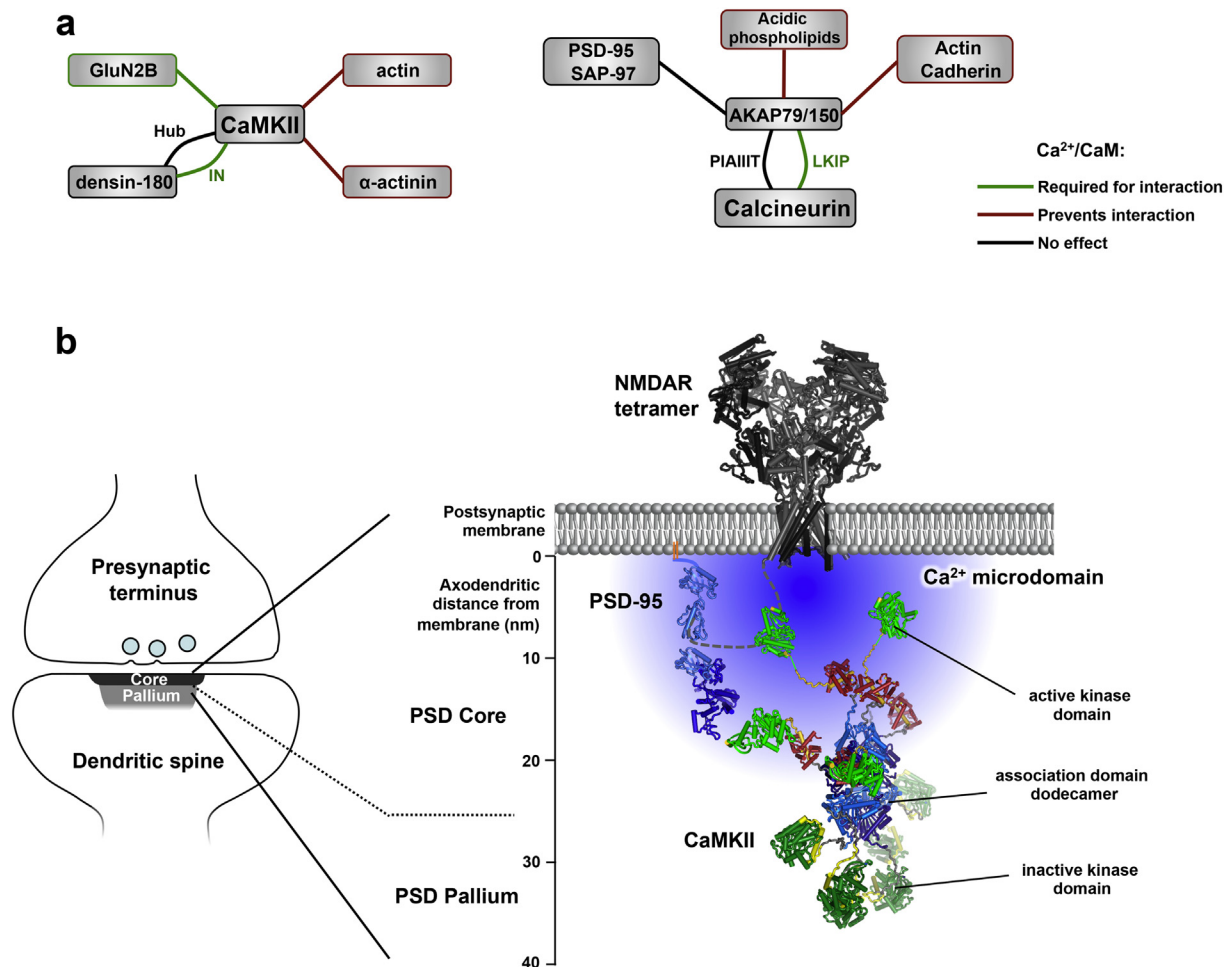 a
GluN2B
actin
Hub
CaMKII
densin-180
IN
α-actinin
PSD-95
SAP-97
Acidic
phospholipids
Actin
Cadherin
AKAP79/150
PIAIIIT
LKIP
Calcineurin
Ca²⁺/CaM:
Required for interaction
Prevents interaction
No effect
b
Presynaptic
terminus
Core
Pallium
Dendritic spine
NMDAR
tetramer
Postsynaptic
membrane
0
Axodendritic
distance from
membrane (nm)
10
PSD Core
20
30
PSD Pallium
40
PSD-95
Ca²⁺ microdomain
active kinase
domain
association domain
dodecamer
CaMKII
inactive kinase
domain